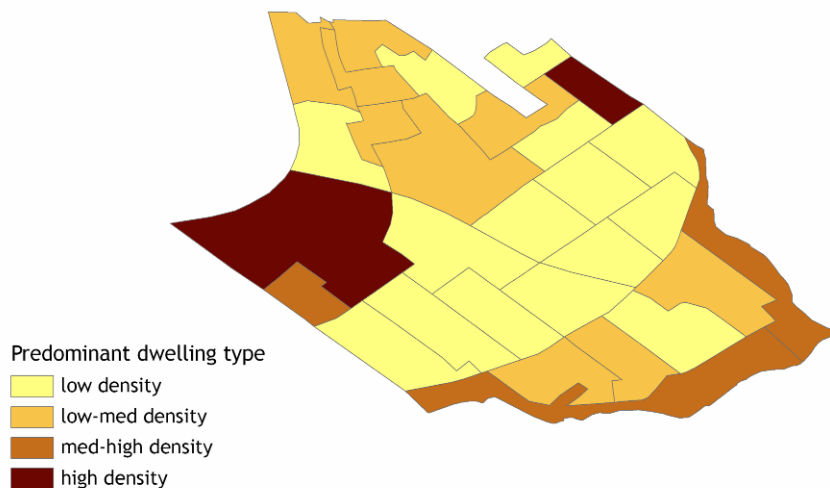 Predominant dwelling type
low density
low-med density
med-high density
high density